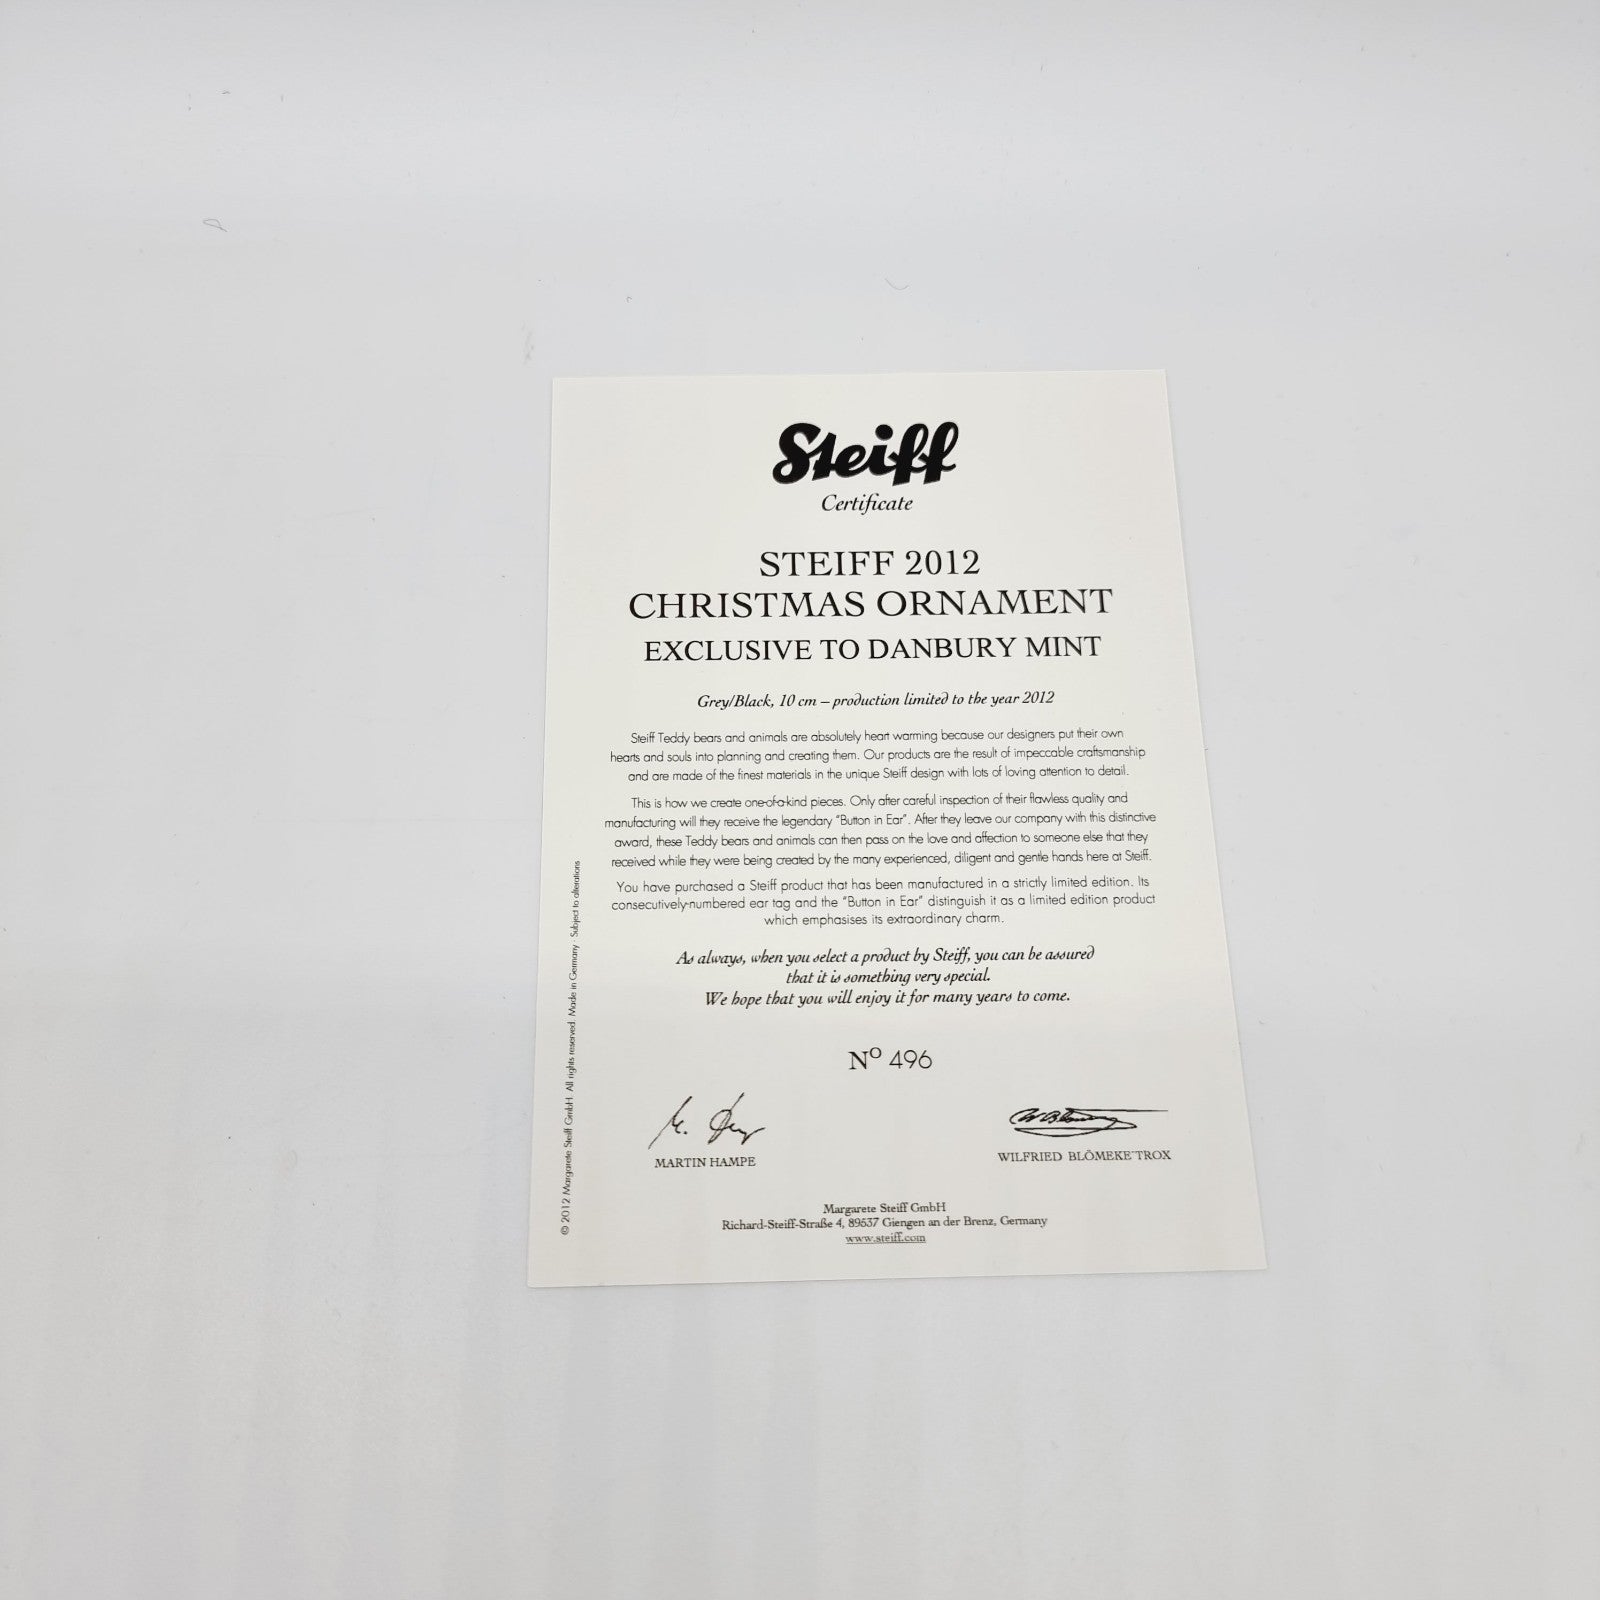 Steiff
Certificate
STEIFF 2012
CHRISTMAS ORNAMENT
EXCLUSIVE TO DANBURY MINT
Grey/Black, 10 cm – production limited to the year 2012
Steiff Teddy bears and animals are absolutely heart warming because our designers put their own
hearts and souls into planning and creating them. Our products are the result of impeccable craftsmanship
and are made of the finest materials in the unique Steiff design with lots of loving attention to detail.
This is how we create one-of-a-kind pieces. Only after careful inspection of their flawless quality and
manufacturing will they receive the legendary "Button in Ear". After they leave our company with this distinctive
award, these Teddy bears and animals can then pass on the love and affection to someone else that they
received while they were being created by the many experienced, diligent and gentle hands here at Steiff.
You have purchased a Steiff product that has been manufactured in a strictly limited edition. Its
consecutively-numbered ear tag and the "Button in Ear" distinguish it as a limited edition product
which emphasises its extraordinary charm.
As always, when you select a product by Steiff, you can be assured
that it is something very special.
We hope that you will enjoy it for many years to come.
Nº 496
MARTIN HAMPE
WILFRIED BLÖMEKE-TROX
Margarete Steiff GmbH
Richard-Steiff-Straße 4, 89537 Giengen an der Brenz, Germany
www.steiff.com
© 2012 Margarete Steiff GmbH. All rights reserved. Made in Germany · Subject to alterations